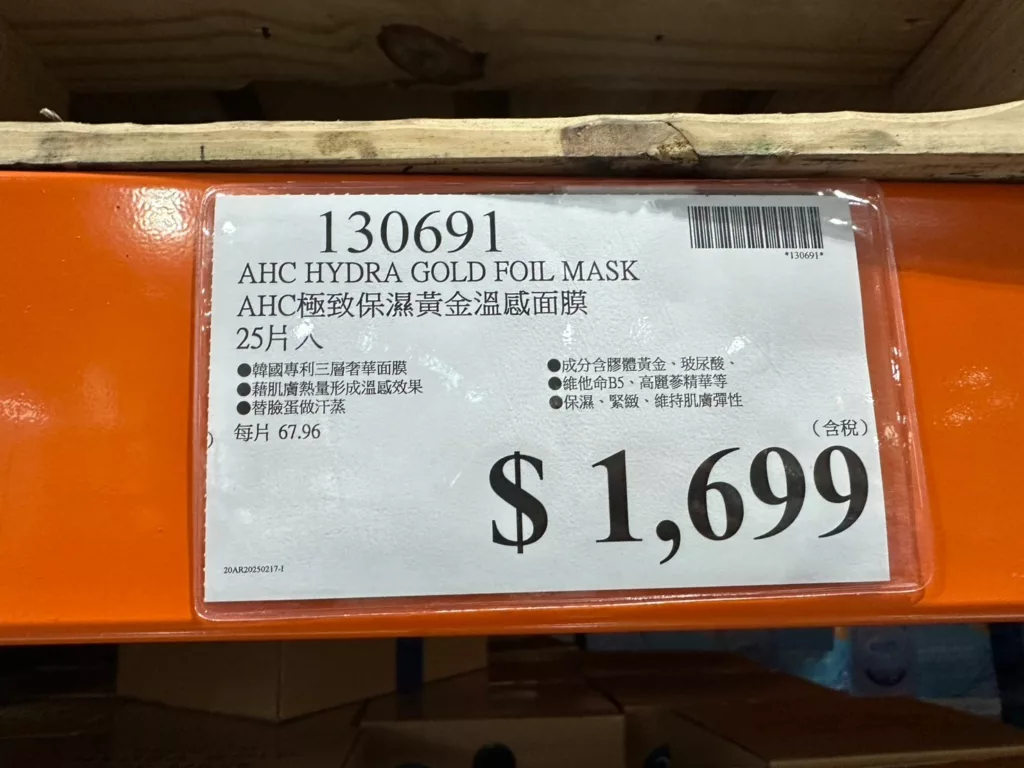 130691
*130691*
AHC HYDRA GOLD FOIL MASK
AHC極致保濕黃金溫感面膜
25片入
●韓國專利三層奢華面膜
●藉肌膚熱量形成溫感效果
●替臉蛋做汗蒸
●成分含膠體黃金、玻尿酸、
●維他命B5、高麗蔘精華等
●保濕、緊緻、維持肌膚彈性
每片 67.96
(含稅)
$ 1,699
20AR20250217-1